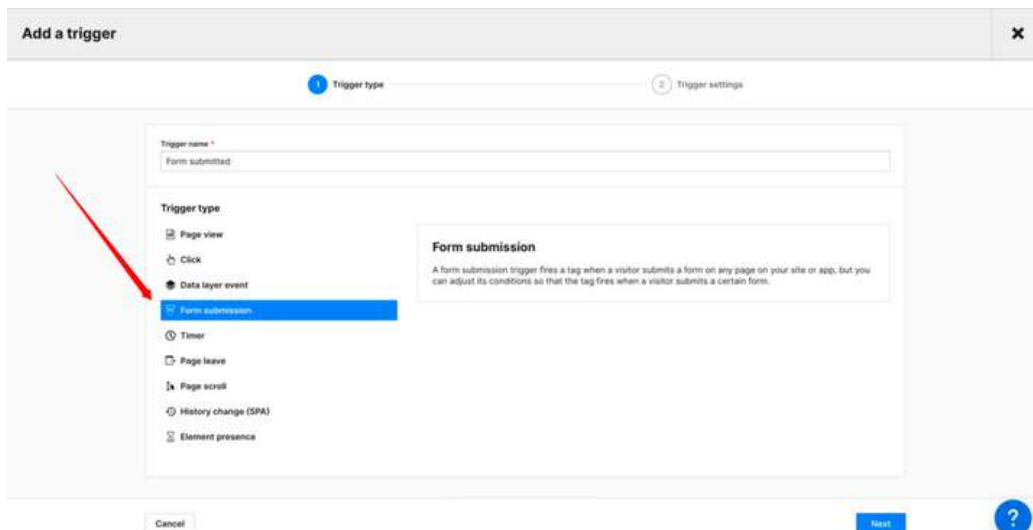 Add a trigger
1 Trigger type
2 Trigger settings
Trigger name *
Form submitted
Trigger type
Page view
Click
Data layer event
Form submission
Timer
Page leave
Page scroll
History change (SPA)
Element presence
Form submission
A form submission trigger fires a tag when a visitor submits a form on any page on your site or app, but you
can adjust its conditions so that the tag fires when a visitor submits a certain form.
Cancel
Next
?